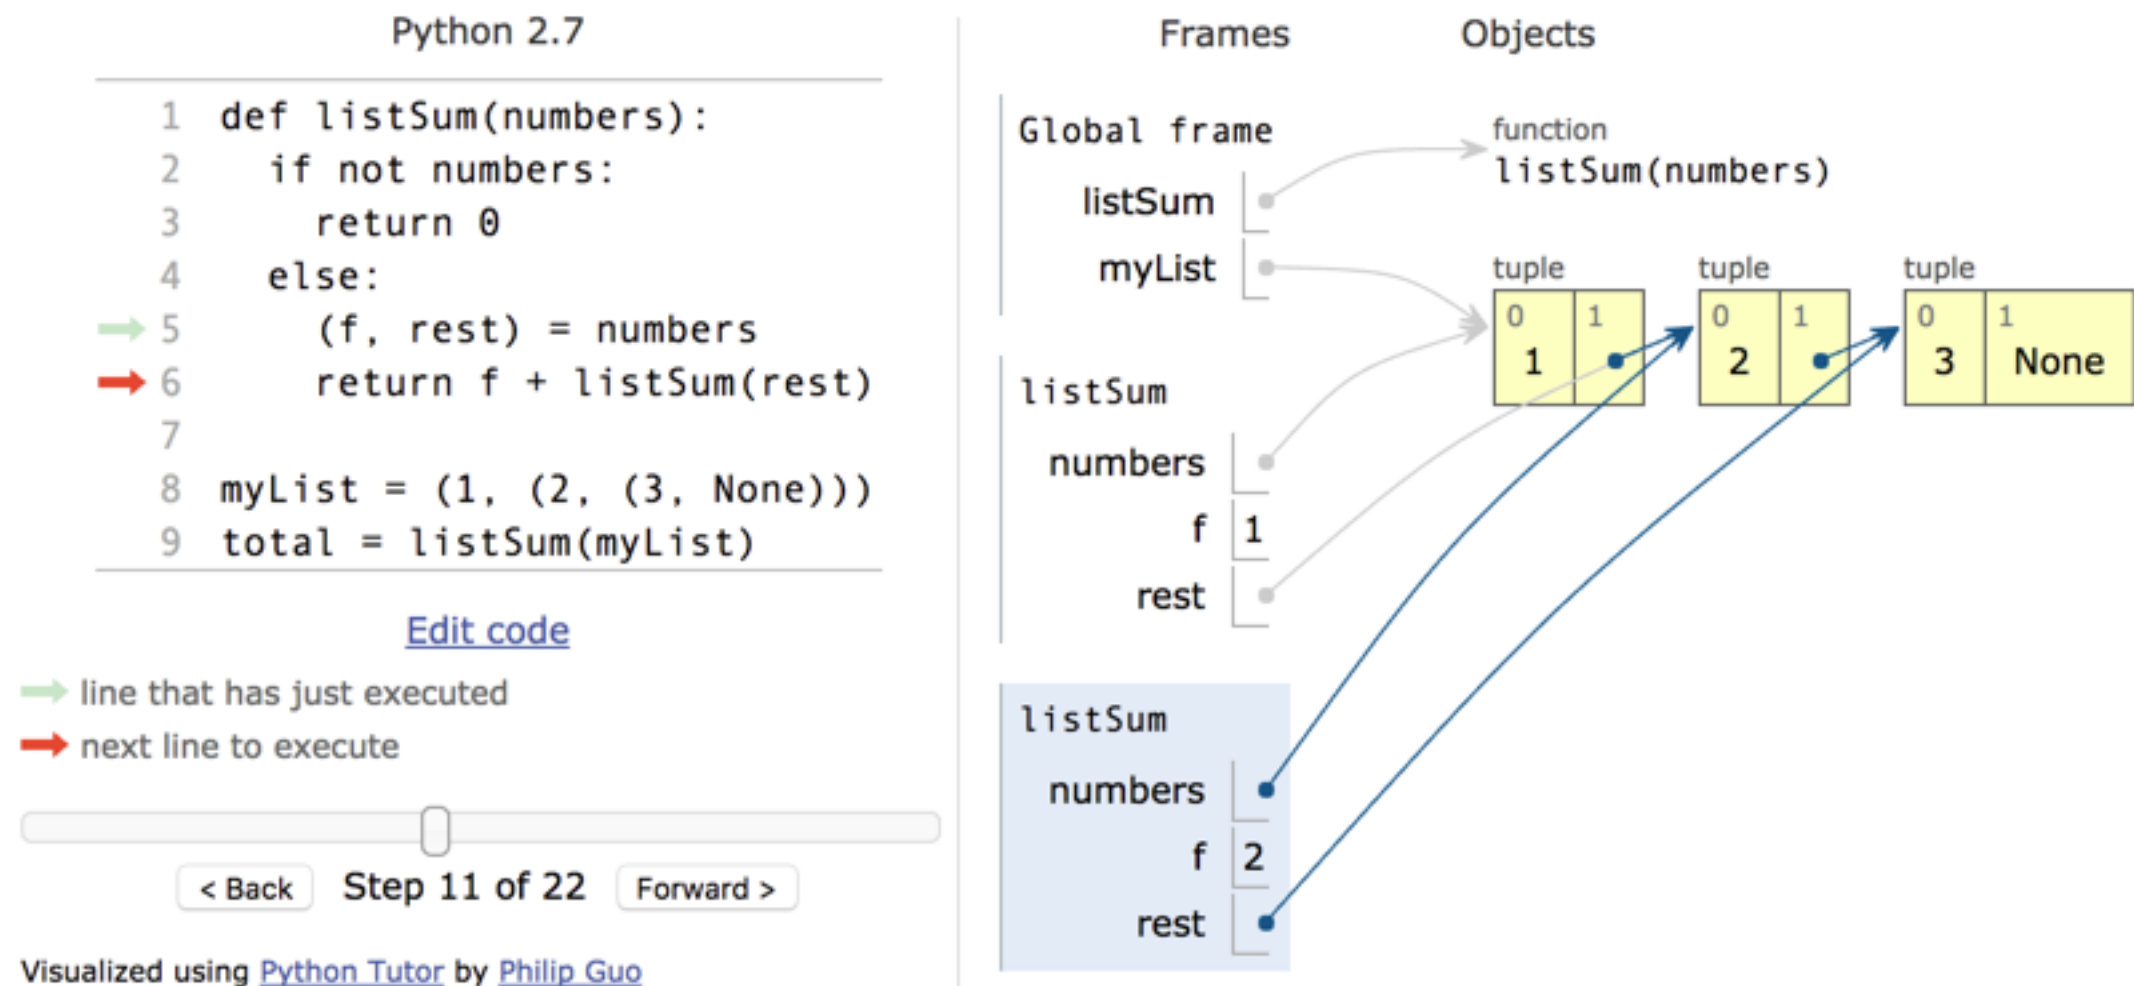 Python 2.7
1 def listSum(numbers):
2   if not numbers:
3     return 0
4   else:
5     (f, rest) = numbers
6     return f + listSum(rest)
7
8 myList = (1, (2, (3, None)))
9 total = listSum(myList)
Edit code
line that has just executed
next line to execute
< Back Step 11 of 22 Forward >
Visualized using Python Tutor by Philip Guo
Frames Objects
Global frame
listSum
myList
function
listSum(numbers)
tuple tuple tuple
0 1 0 1 0 1
1 2 3 None
listSum
numbers
f 1
rest
listSum
numbers
f 2
rest